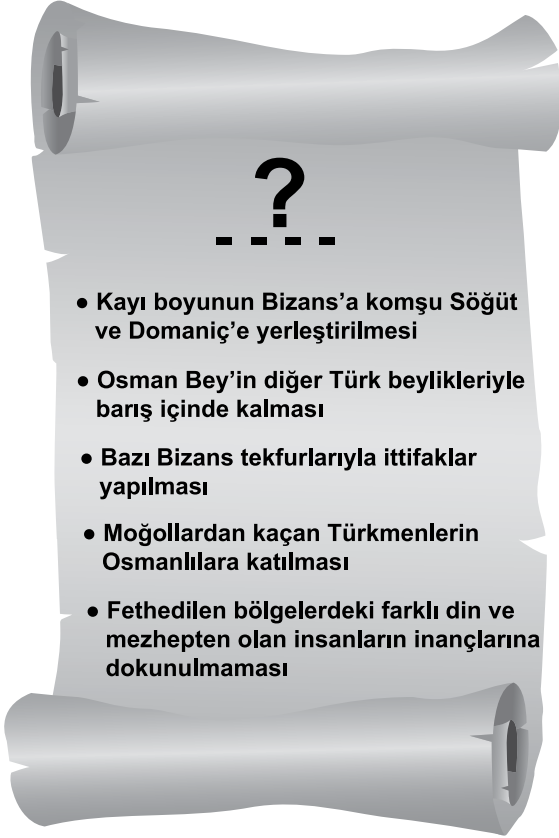 ?
- - - -
● Kayı boyunun Bizans’a komşu Söğüt
ve Domaniç’e yerleştirilmesi
● Osman Bey’in diğer Türk beylikleriyle
barış içinde kalması
● Bazı Bizans tekfurlarıyla ittifaklar
yapılması
● Moğollardan kaçan Türkmenlerin
Osmanlılara katılması
● Fethedilen bölgelerdeki farklı din ve
mezhepten olan insanların inançlarına
dokunulmaması